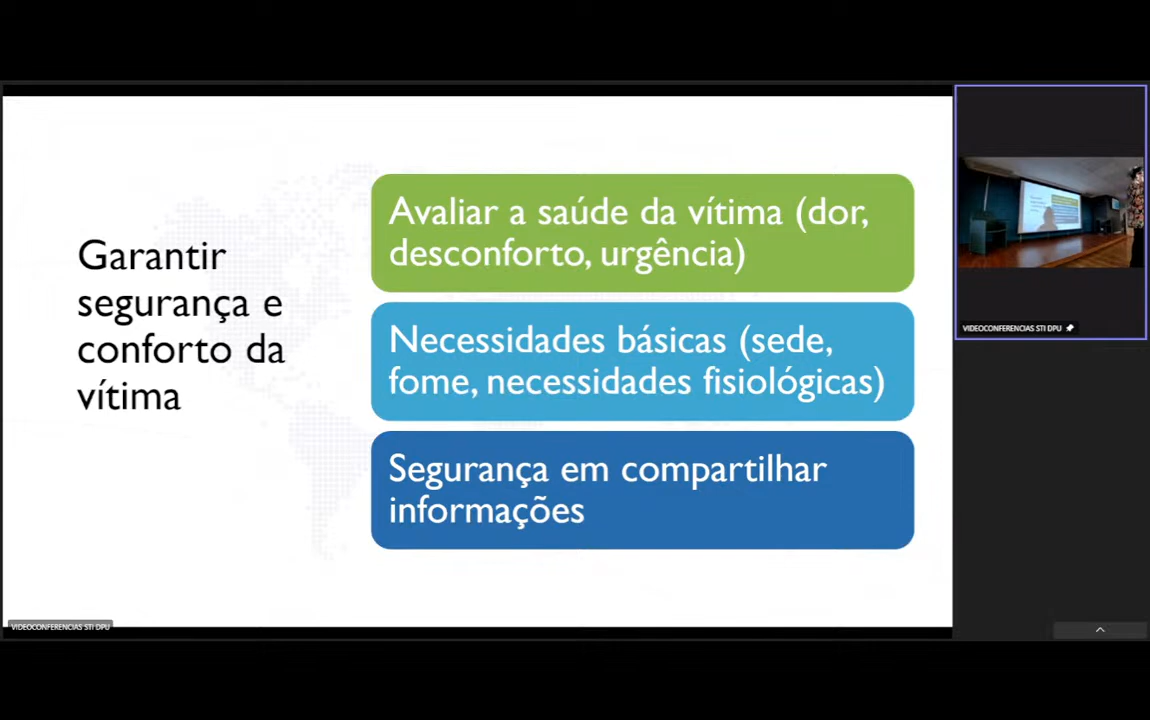 Garantir
segurança e
conforto da
vítima
Avaliar a saúde da vítima (dor,
desconforto, urgência)
Necessidades básicas (sede,
fome, necessidades fisiológicas)
Segurança em compartilhar
informações
VIDEOCONFERENCIAS STI DPU
VIDEOCONFERENCIAS STI DPU